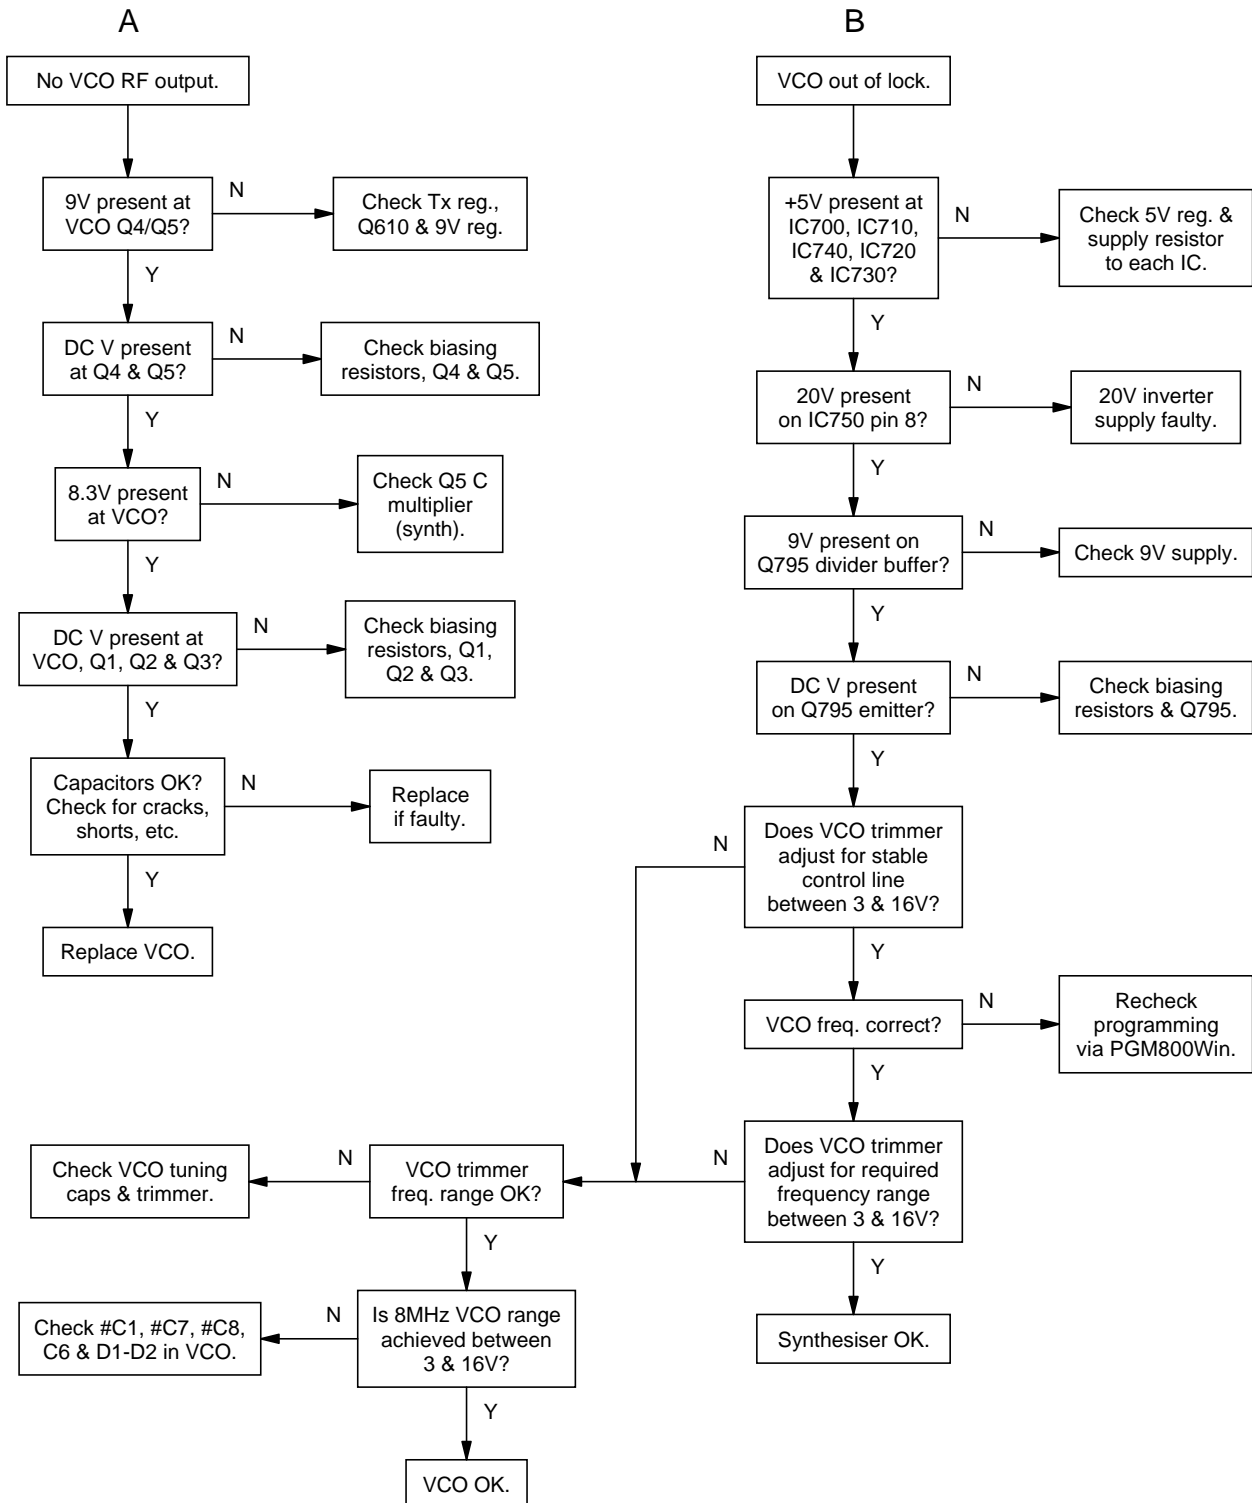 A
No VCO RF output.
9V present at
VCO Q4/Q5?
N
Check Tx reg.,
Q610 & 9V reg.
Y
DC V present
at Q4 & Q5?
N
Check biasing
resistors, Q4 & Q5.
Y
8.3V present
at VCO?
N
Check Q5 C
multiplier
(synth).
Y
DC V present at
VCO, Q1, Q2 & Q3?
N
Check biasing
resistors, Q1,
Q2 & Q3.
Y
Capacitors OK?
Check for cracks,
shorts, etc.
N
Replace
if faulty.
Y
Replace VCO.
B
VCO out of lock.
+5V present at
IC700, IC710,
IC740, IC720
& IC730?
N
Check 5V reg. &
supply resistor
to each IC.
Y
20V present
on IC750 pin 8?
N
20V inverter
supply faulty.
Y
9V present on
Q795 divider buffer?
N
Check 9V supply.
Y
DC V present
on Q795 emitter?
N
Check biasing
resistors & Q795.
Y
Does VCO trimmer
adjust for stable
control line
between 3 & 16V?
N
Y
VCO freq. correct?
N
Recheck
programming
via PGM800Win.
Y
Does VCO trimmer
adjust for required
frequency range
between 3 & 16V?
N
Y
Synthesiser OK.
VCO trimmer
freq. range OK?
N
Check VCO tuning
caps & trimmer.
Y
Is 8MHz VCO range
achieved between
3 & 16V?
N
Check #C1, #C7, #C8,
C6 & D1-D2 in VCO.
Y
VCO OK.